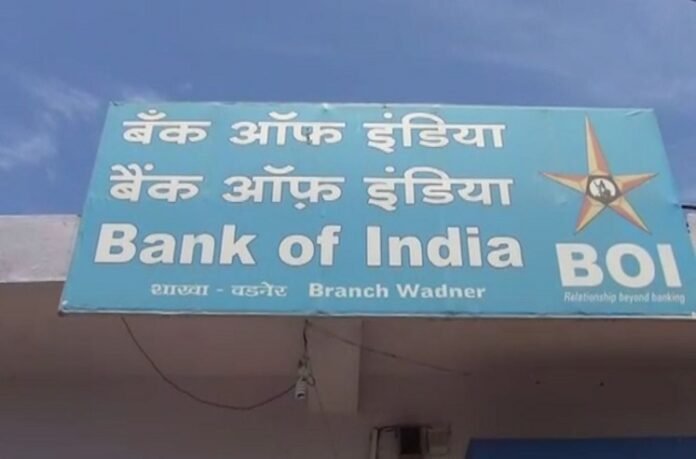 बँक ऑफ इंडिया
बैंक ऑफ़ इंडिया
Bank of India
BOI
Relationship beyond banking
शाखा - वडनेर Branch Wadner